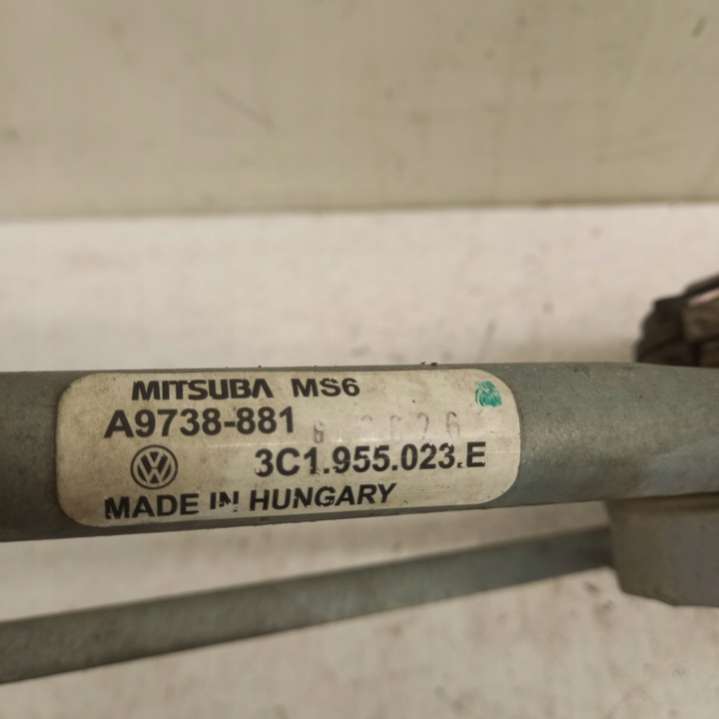 MITSUBA MS6
A9738-881
3C1.955.023.E
MADE IN HUNGARY